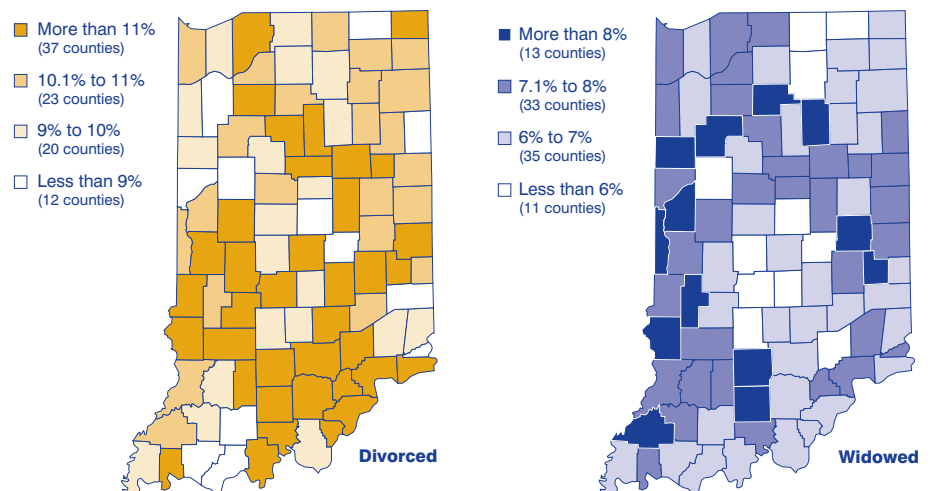 More than 11%
(37 counties)
10.1% to 11%
(23 counties)
9% to 10%
(20 counties)
Less than 9%
(12 counties)
Divorced
More than 8%
(13 counties)
7.1% to 8%
(33 counties)
6% to 7%
(35 counties)
Less than 6%
(11 counties)
Widowed